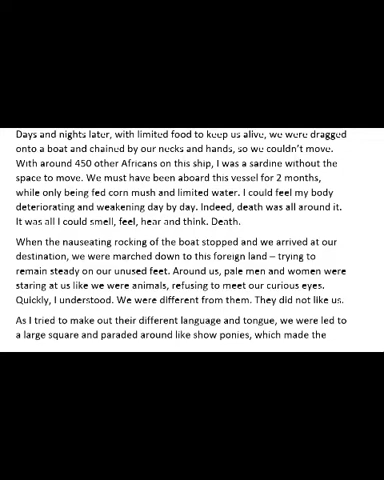 Days and nights later, with limited food to keep us alive, we were dragged
onto a boat and chained by our necks and hands, so we couldn't move.
With around 450 other Africans on this ship, I was a sardine without the
space to move. We must have been aboard this vessel for 2 months,
while only being fed corn mush and limited water. I could feel my body
deteriorating and weakening day by day. Indeed, death was all around it.
It was all I could smell, feel, hear and think. Death.
When the nauseating rocking of the boat stopped and we arrived at our
destination, we were marched down to this foreign land – trying to
remain steady on our unused feet. Around us, pale men and women were
staring at us like we were animals, refusing to meet our curious eyes.
Quickly, I understood. We were different from them. They did not like us.
As I tried to make out their different language and tongue, we were led to
a large square and paraded around like show ponies, which made the